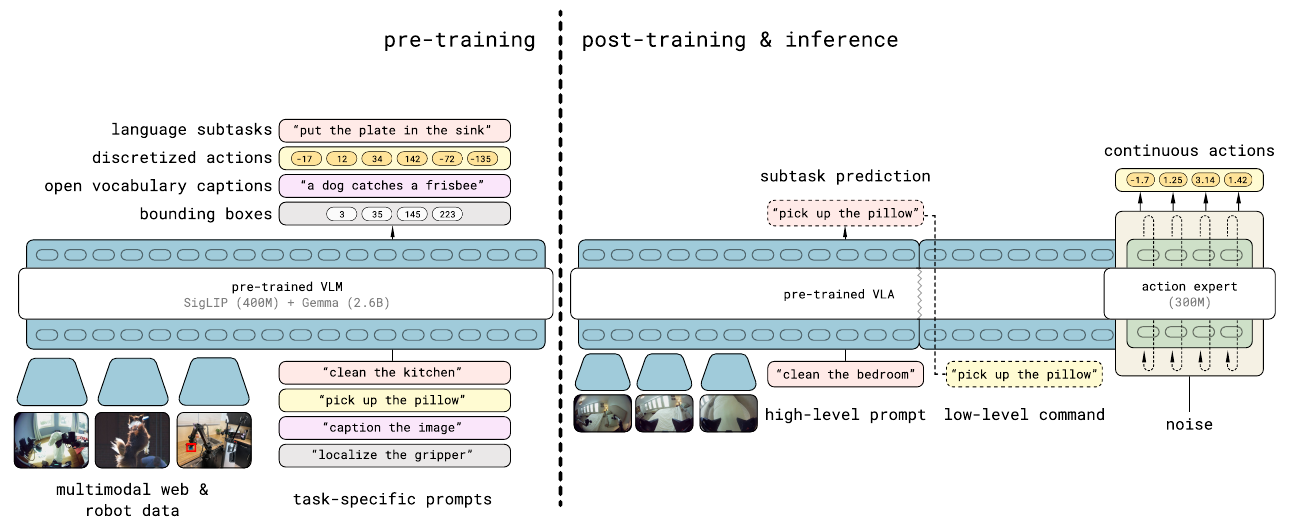 pre-training
post-training & inference
language subtasks
“put the plate in the sink”
discretized actions
-17 12 34 142 -72 -135
open vocabulary captions
“a dog catches a frisbee”
bounding boxes
3 35 145 223
pre-trained VLM
SigLIP (400M) + Gemma (2.6B)
“clean the kitchen”
“pick up the pillow”
“caption the image”
“localize the gripper”
multimodal web &
robot data
task-specific prompts
continuous actions
-1.7 1.25 3.14 1.42
subtask prediction
“pick up the pillow”
pre-trained VLA
action expert
(300M)
“clean the bedroom”
“pick up the pillow”
high-level prompt
low-level command
noise